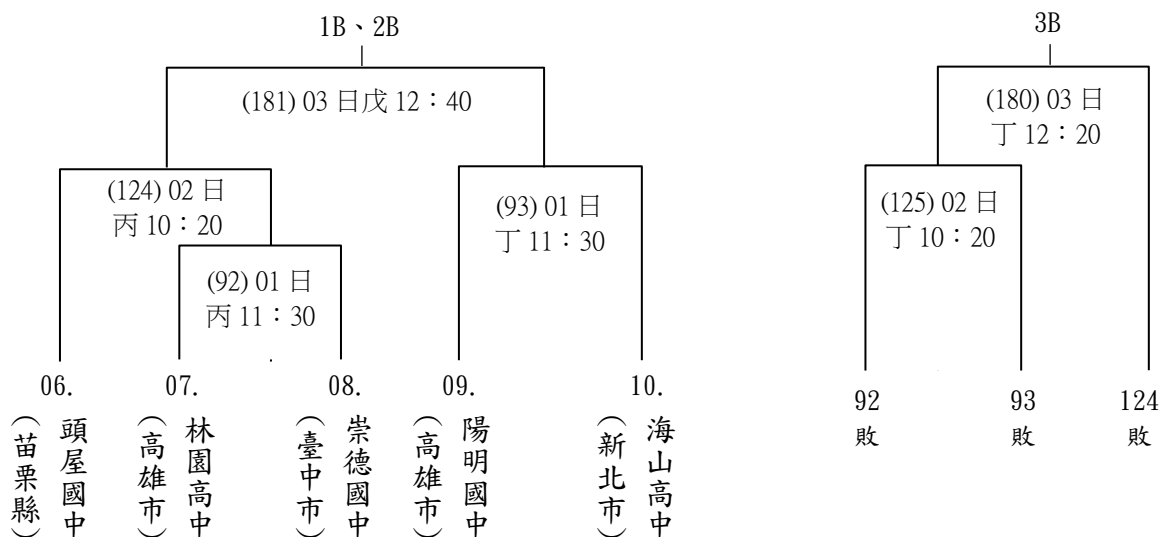 1B、2B
3B
(181) 03 日戊 12：40
(180) 03 日
丁 12：20
(124) 02 日
丙 10：20
(93) 01 日
丁 11：30
(125) 02 日
丁 10：20
(92) 01 日
丙 11：30
06.
07.
08.
09.
10.
頭屋國中
（苗栗縣）
林園高中
（高雄市）
崇德國中
（臺中市）
陽明國中
（高雄市）
海山高中
（新北市）
92
敗
93
敗
124
敗